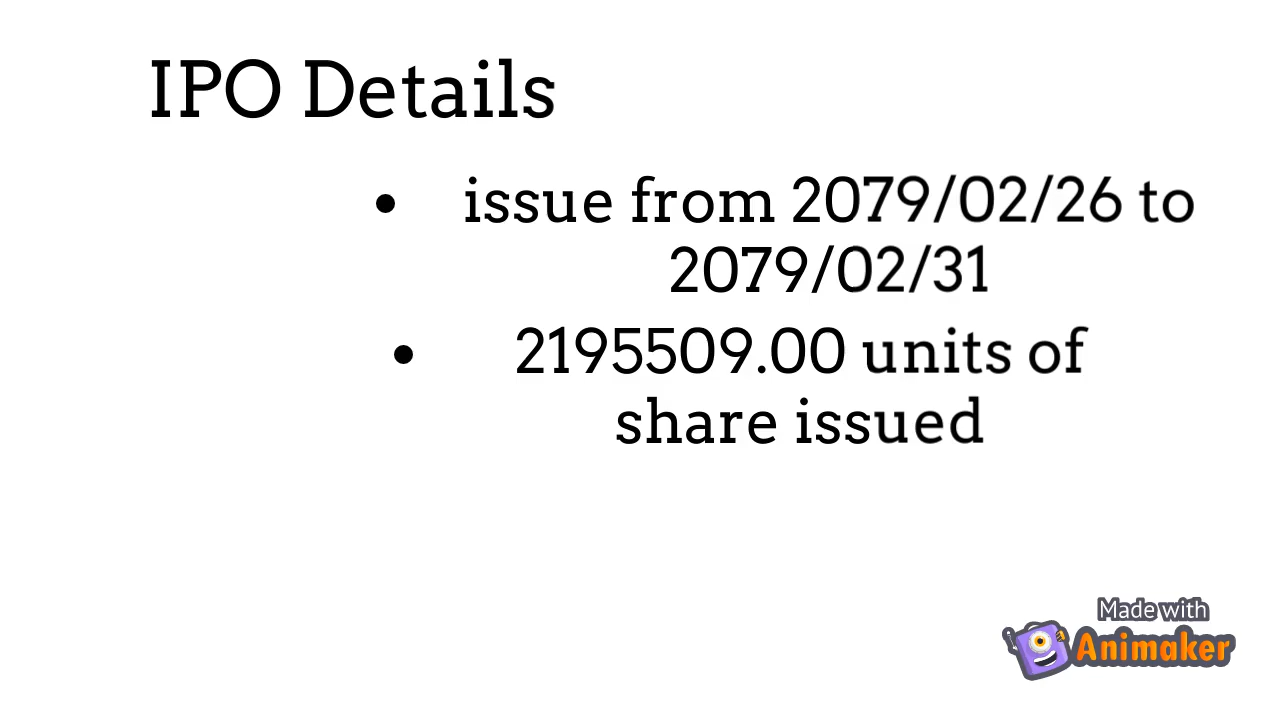 IPO Details
• issue from 2079/02/26 to
2079/02/31
• 2195509.00 units of
share issued
Made with
Animaker